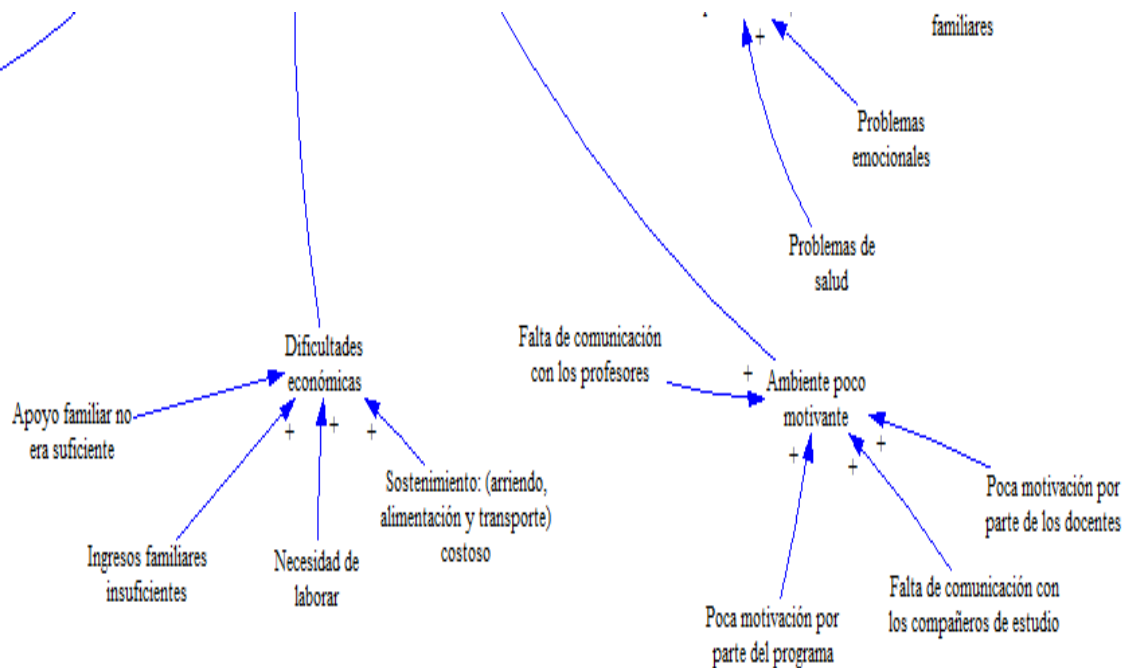 familiares
+
Problemas
emocionales
Problemas de
salud
Dificultades
económicas
+
+
+
Apoyo familiar no
era suficiente
Ingresos familiares
insuficientes
Necesidad de
laborar
Sostenimiento: (arriendo,
alimentación y transporte)
costoso
Falta de comunicación
con los profesores
+
Ambiente poco
motivante
+
+
+
Poca motivación por
parte de los docentes
Falta de comunicación con
los compañeros de estudio
Poca motivación por
parte del programa